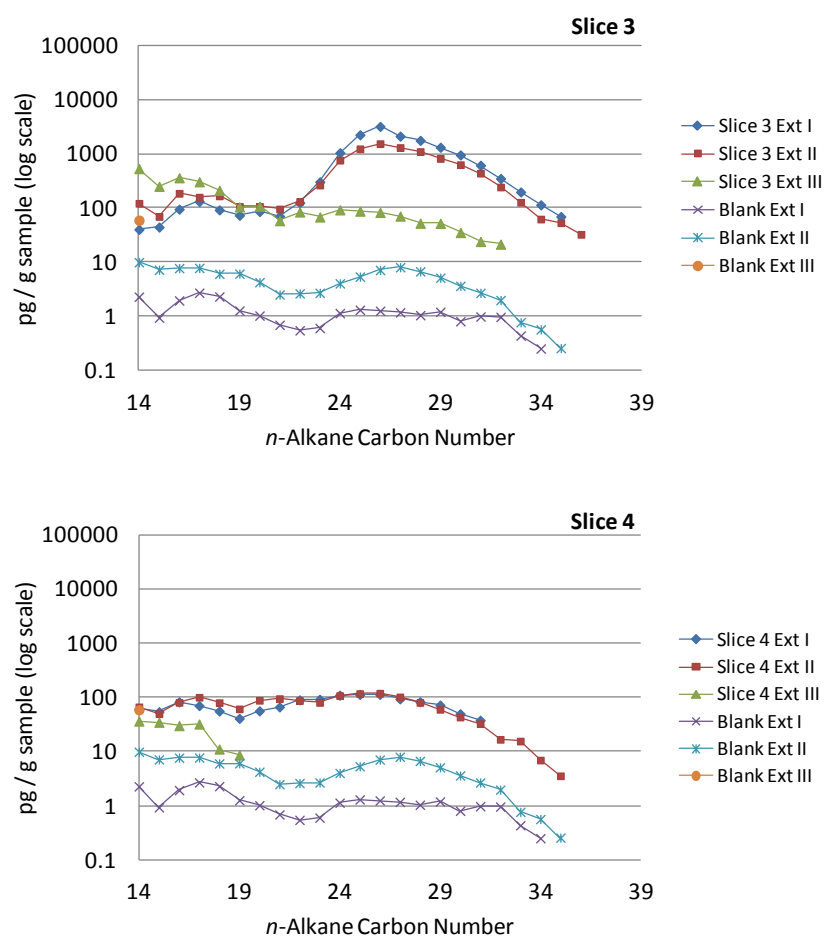 Slice 3
pg / g sample (log scale)
100000
10000
1000
100
10
1
0.1
14 19 24 29 34 39
n-Alkane Carbon Number
Slice 3 Ext I
Slice 3 Ext II
Slice 3 Ext III
Blank Ext I
Blank Ext II
Blank Ext III
Slice 4
pg / g sample (log scale)
100000
10000
1000
100
10
1
0.1
14 19 24 29 34 39
n-Alkane Carbon Number
Slice 4 Ext I
Slice 4 Ext II
Slice 4 Ext III
Blank Ext I
Blank Ext II
Blank Ext III